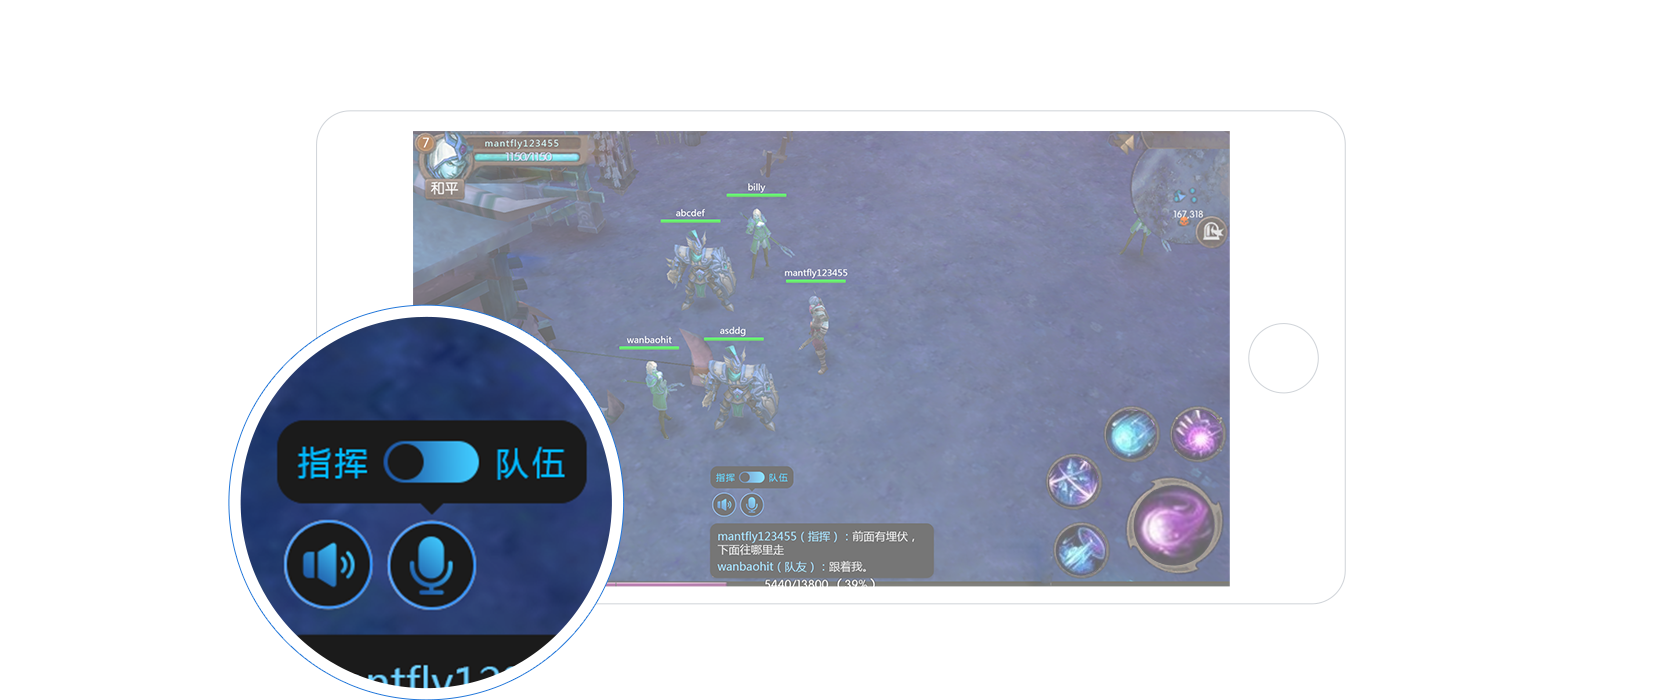 7
mantfly123455
1150/1150
和平
billy
abcdef
167,318
mantfly123455
asddg
wanbaohit
指挥 队伍
mantfly123455（指挥）：前面有埋伏，
下面往哪里走
wanbaohit（队友）：跟着我。
5440/13800（39%）
指挥 队伍